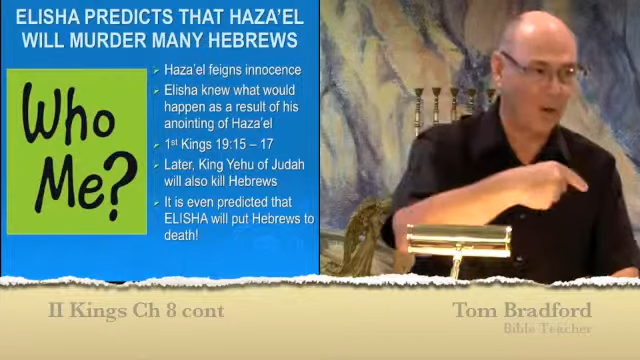 ELISHA PREDICTS THAT HAZA'EL
WILL MURDER MANY HEBREWS
Who
Me?
Haza'el feigns innocence
Elisha knew what would
happen as a result of his
anointing of Haza'el
1st Kings 19:15 – 17
Later, King Yehu of Judah
will also kill Hebrews
It is even predicted that
ELISHA will put Hebrews to
death!
II Kings Ch 8 cont
Tom Bradford
Bible Teacher